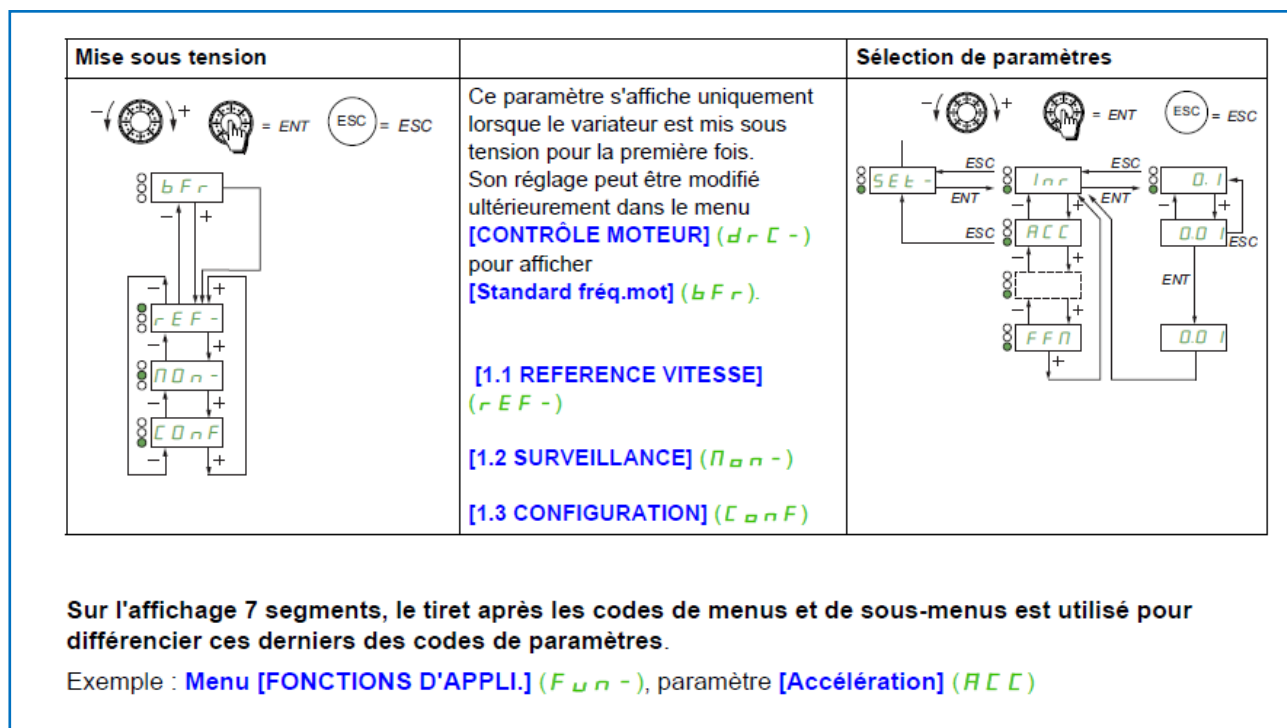 Mise sous tension
Sélection de paramètres
− + = ENT ESC = ESC
bFr
− +
− +
rEF-
− +
MOn-
− +
COnF
− +
Ce paramètre s'affiche uniquement
lorsque le variateur est mis sous
tension pour la première fois.
Son réglage peut être modifié
ultérieurement dans le menu
[CONTRÔLE MOTEUR] (drC-)
pour afficher
[Standard fréq.mot] (bFr).
[1.1 REFERENCE VITESSE]
(rEF-)
[1.2 SURVEILLANCE] (Mon-)
[1.3 CONFIGURATION] (ConF)
− + = ENT ESC = ESC
ESC ESC
SEt- Inr 0.1
ENT ENT
− + − +
ESC ACC 0.01 ESC
− +
ENT
− +
FFM 0.01
+
Sur l'affichage 7 segments, le tiret après les codes de menus et de sous-menus est utilisé pour
différencier ces derniers des codes de paramètres.
Exemple : Menu [FONCTIONS D'APPLI.] (Fun-), paramètre [Accélération] (ACC)